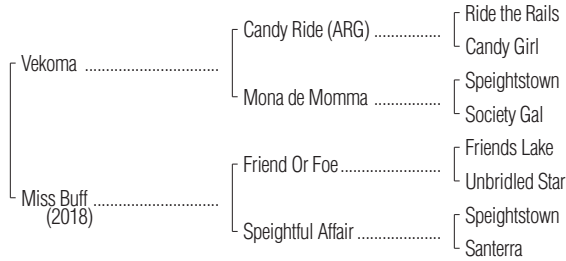 Ride the Rails
Candy Ride (ARG) ................
Candy Girl
Vekoma ................................
Speightstown
Mona de Momma ................
Society Gal
Friends Lake
Friend Or Foe........................
Unbridled Star
Miss Buff ..............................
(2018)
Speightstown
Speightful Affair ....................
Santerra